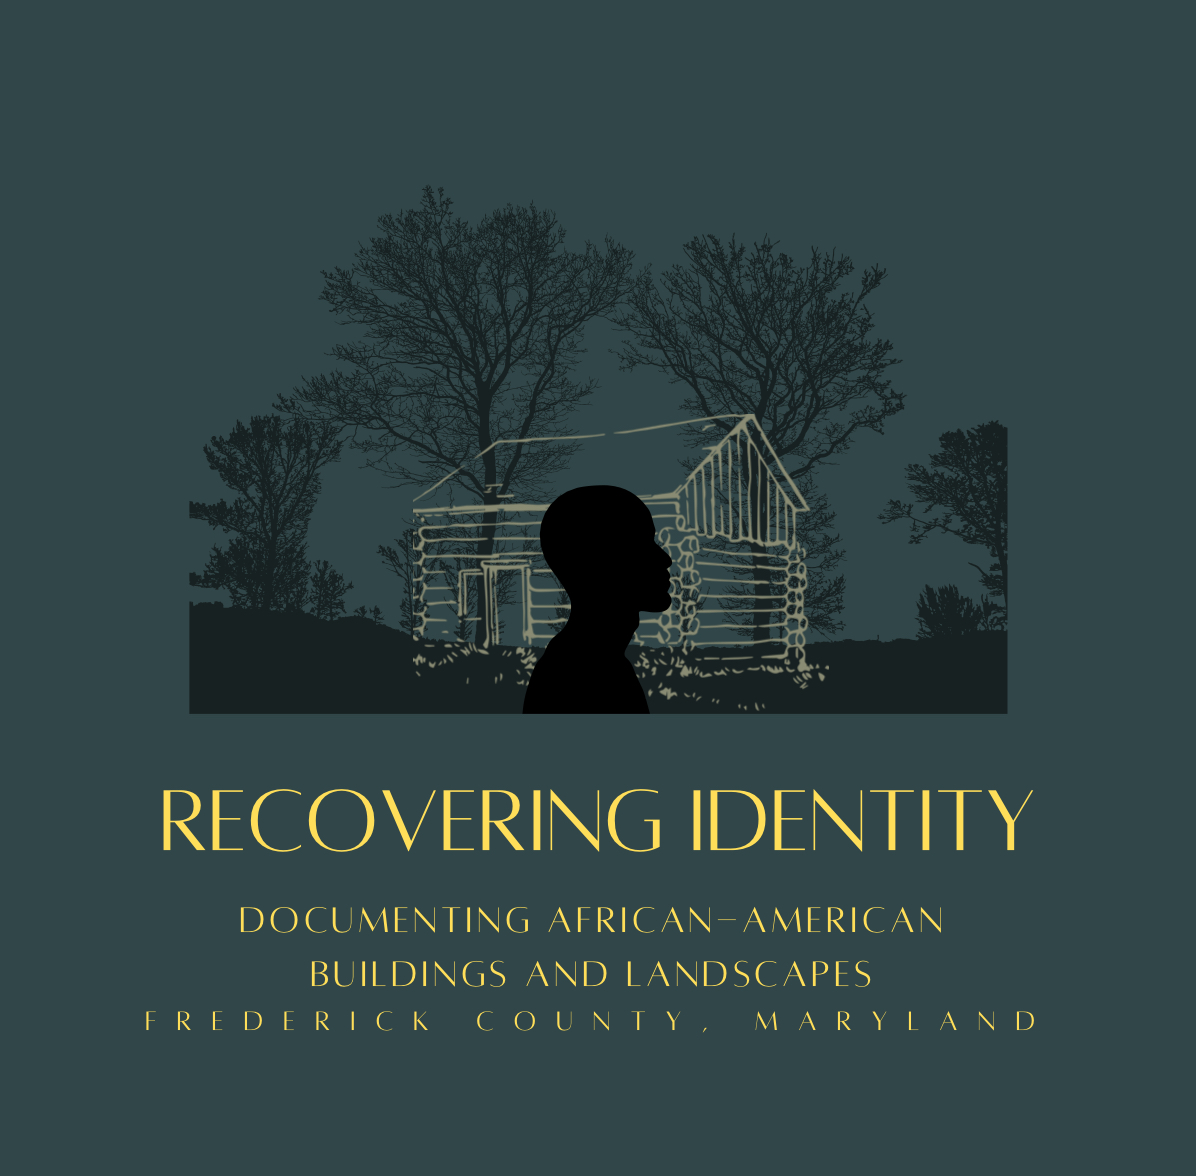 RECOVERING IDENTITY
DOCUMENTING AFRICAN–AMERICAN
BUILDINGS AND LANDSCAPES
FREDERICK COUNTY, MARYLAND